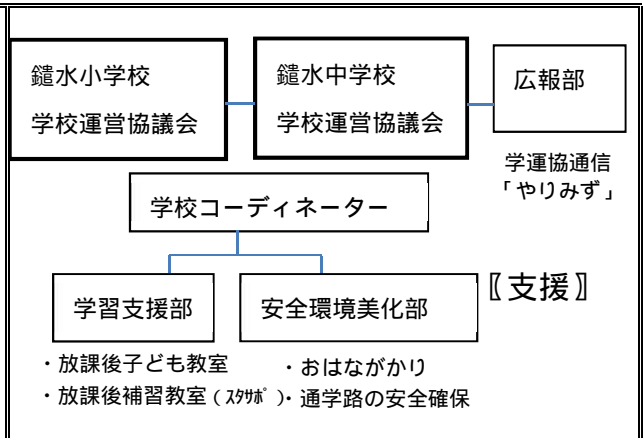 鑓水小学校
学校運営協議会
鑓水中学校
学校運営協議会
広報部
学運協通信
「やりみず」
学校コーディネーター
学習支援部
安全環境美化部
〖支援〗
・放課後子ども教室
・放課後補習教室（ｽﾀｻﾎﾟ）
・おはながかり
・通学路の安全確保